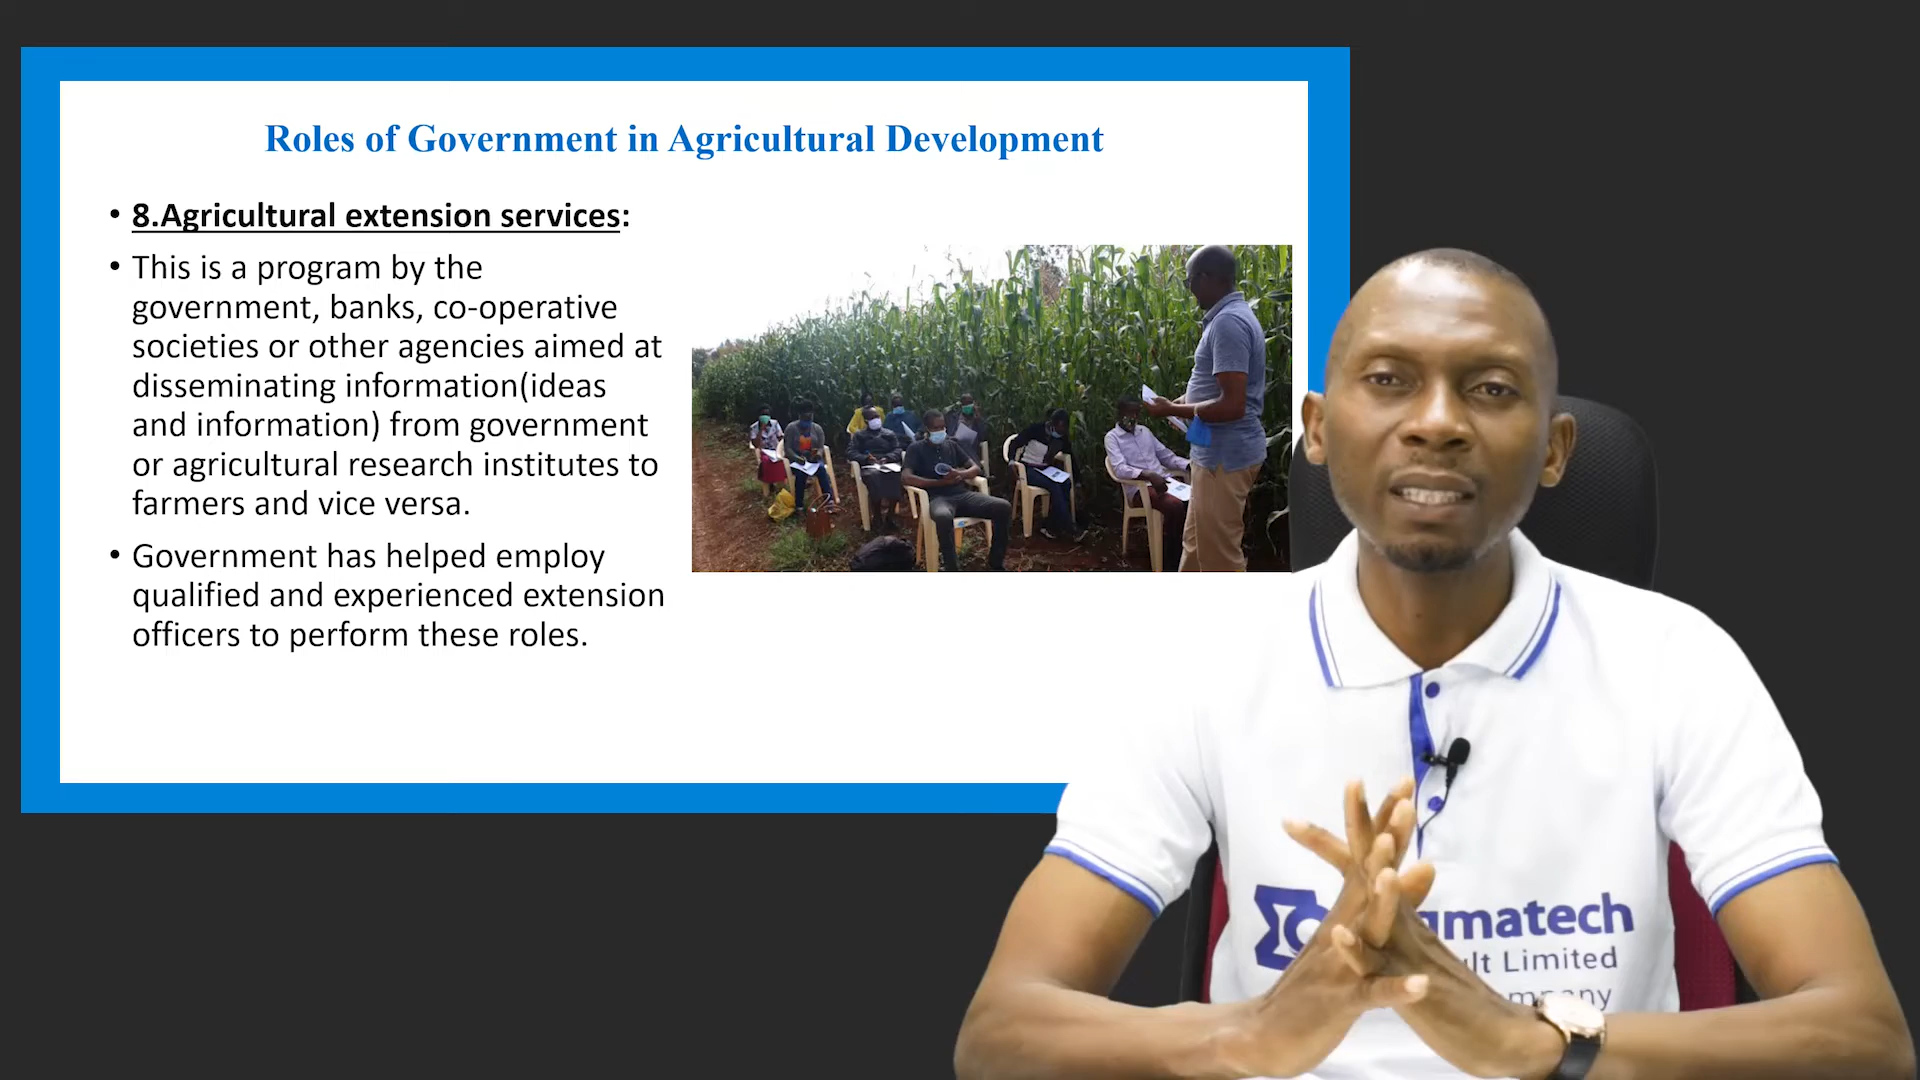 Roles of Government in Agricultural Development
• 8.Agricultural extension services:
• This is a program by the
government, banks, co-operative
societies or other agencies aimed at
disseminating information(ideas
and information) from government
or agricultural research institutes to
farmers and vice versa.
• Government has helped employ
qualified and experienced extension
officers to perform these roles.
Limited